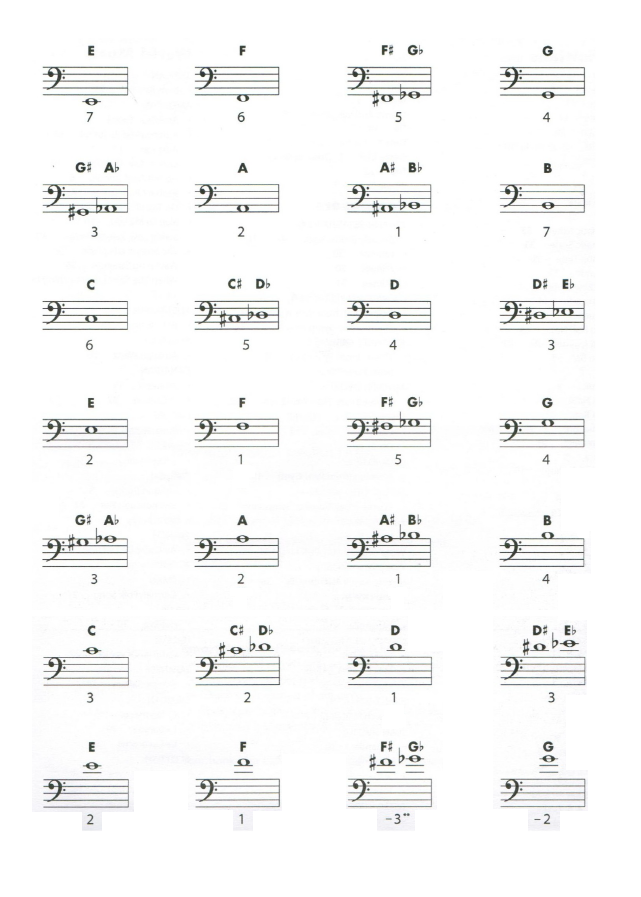 E F F♯ G♭ G
7 6 5 4
G♯ A♭ A A♯ B♭ B
3 2 1 7
C C♯ D♭ D D♯ E♭
6 5 4 3
E F F♯ G♭ G
2 1 5 4
G♯ A♭ A A♯ B♭ B
3 2 1 4
C C♯ D♭ D D♯ E♭
3 2 1 3
E F F♯ G♭ G
2 1 –3** –2